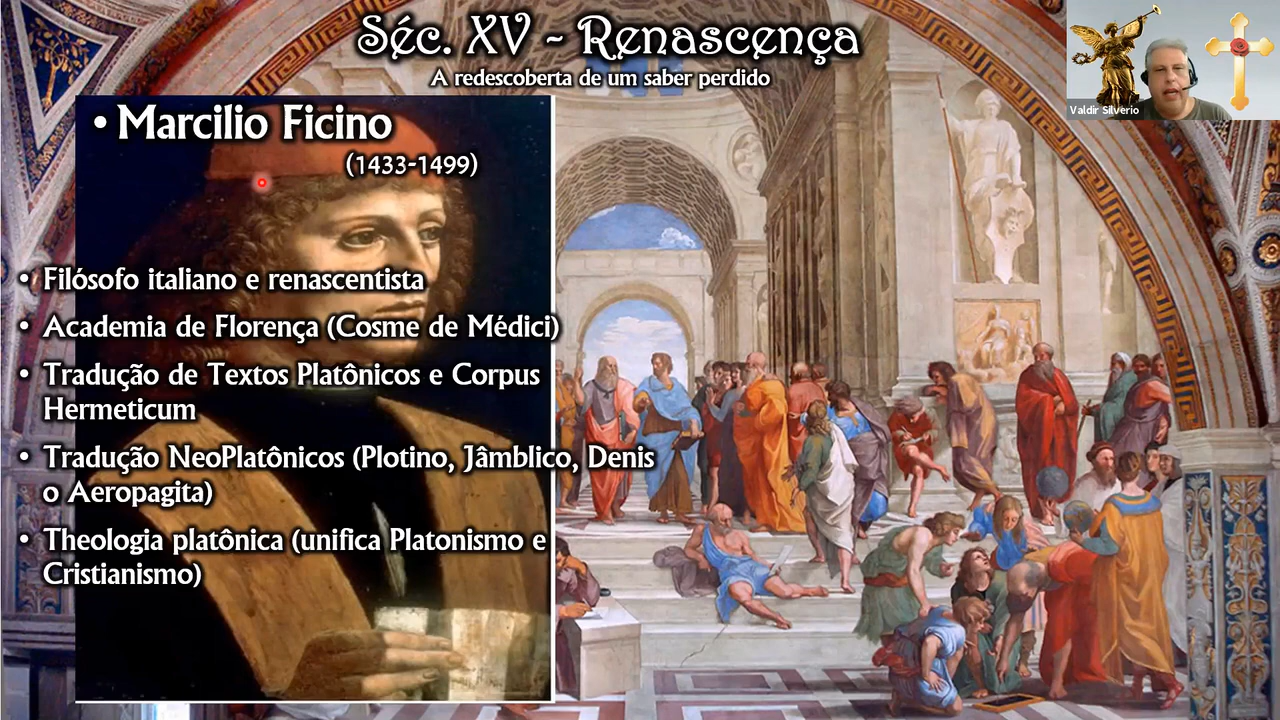 Séc. XV - Renascença
A redescoberta de um saber perdido
Valdir Silverio
• Marcilio Ficino
(1433-1499)
• Filósofo italiano e renascentista
• Academia de Florença (Cosme de Médici)
• Tradução de Textos Platônicos e Corpus
Hermeticum
• Tradução NeoPlatônicos (Plotino, Jâmblico, Denis
o Aeropagita)
• Theologia platônica (unifica Platonismo e
Cristianismo)